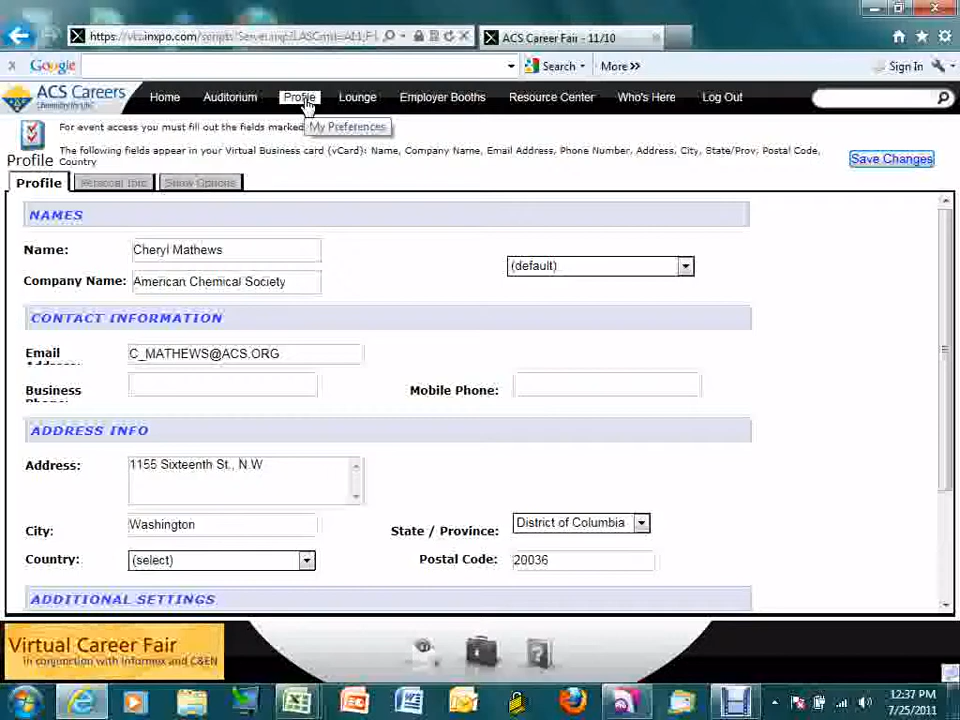 ACS Career Fair - 11/10
Google
Search
More >>
Sign In
ACS Careers
Home
Auditorium
Profile
Lounge
Employer Booths
Resource Center
Who's Here
Log Out
My Preferences
For event access you must fill out the fields marked
The following fields appear in your Virtual Business card (vCard): Name, Company Name, Email Address, Phone Number, Address, City, State/Prov, Postal Code,
Country
Profile
Save Changes
Profile
Personal Info
Show Options
NAMES
Name:
Cheryl Mathews
(default)
Company Name:
American Chemical Society
CONTACT INFORMATION
Email
C_MATHEWS@ACS.ORG
Business
Mobile Phone:
ADDRESS INFO
Address:
1155 Sixteenth St., N.W
City:
Washington
State / Province:
District of Columbia
Country:
(select)
Postal Code:
20036
ADDITIONAL SETTINGS
Virtual Career Fair
in conjunction with Informex and C&EN
12:37 PM
7/25/2011